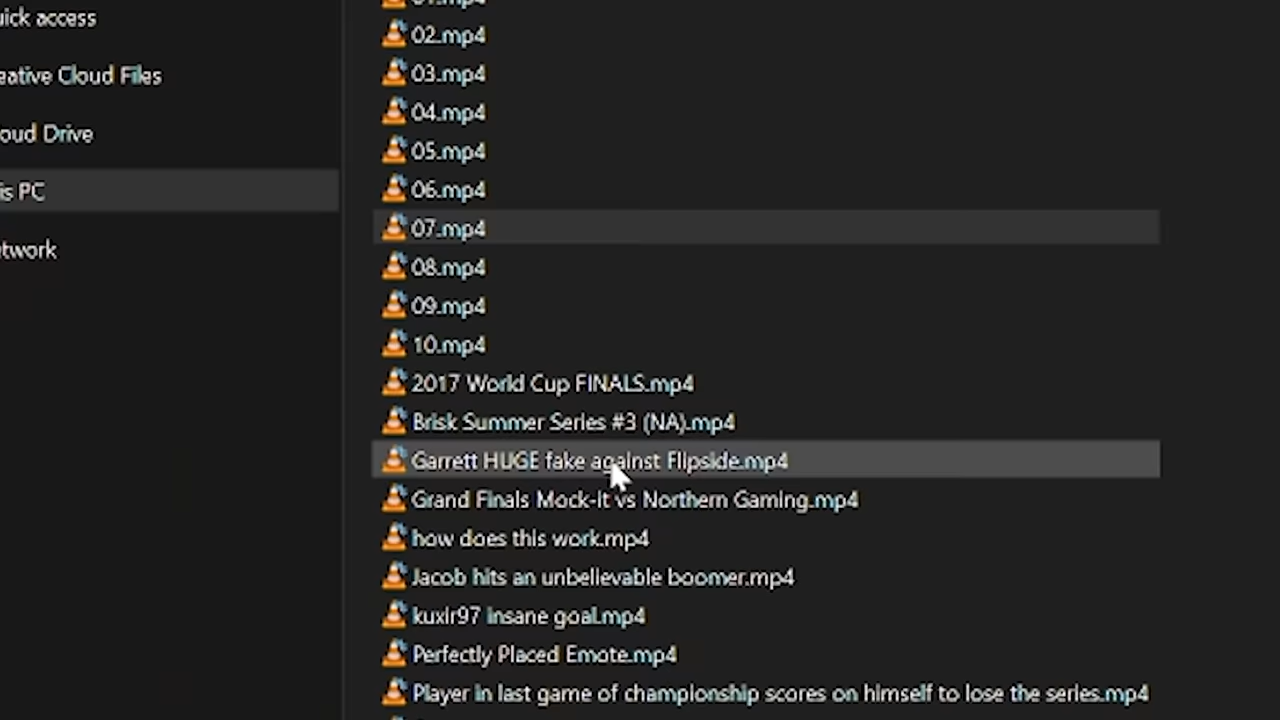 uick access
eative Cloud Files
oud Drive
is PC
twork
01.mp4
02.mp4
03.mp4
04.mp4
05.mp4
06.mp4
07.mp4
08.mp4
09.mp4
10.mp4
2017 World Cup FINALS.mp4
Brisk Summer Series #3 (NA).mp4
Garrett HUGE fake against Flipside.mp4
Grand Finals Mock-it vs Northern Gaming.mp4
how does this work.mp4
Jacob hits an unbelievable boomer.mp4
kuxir97 insane goal.mp4
Perfectly Placed Emote.mp4
Player in last game of championship scores on himself to lose the series.mp4